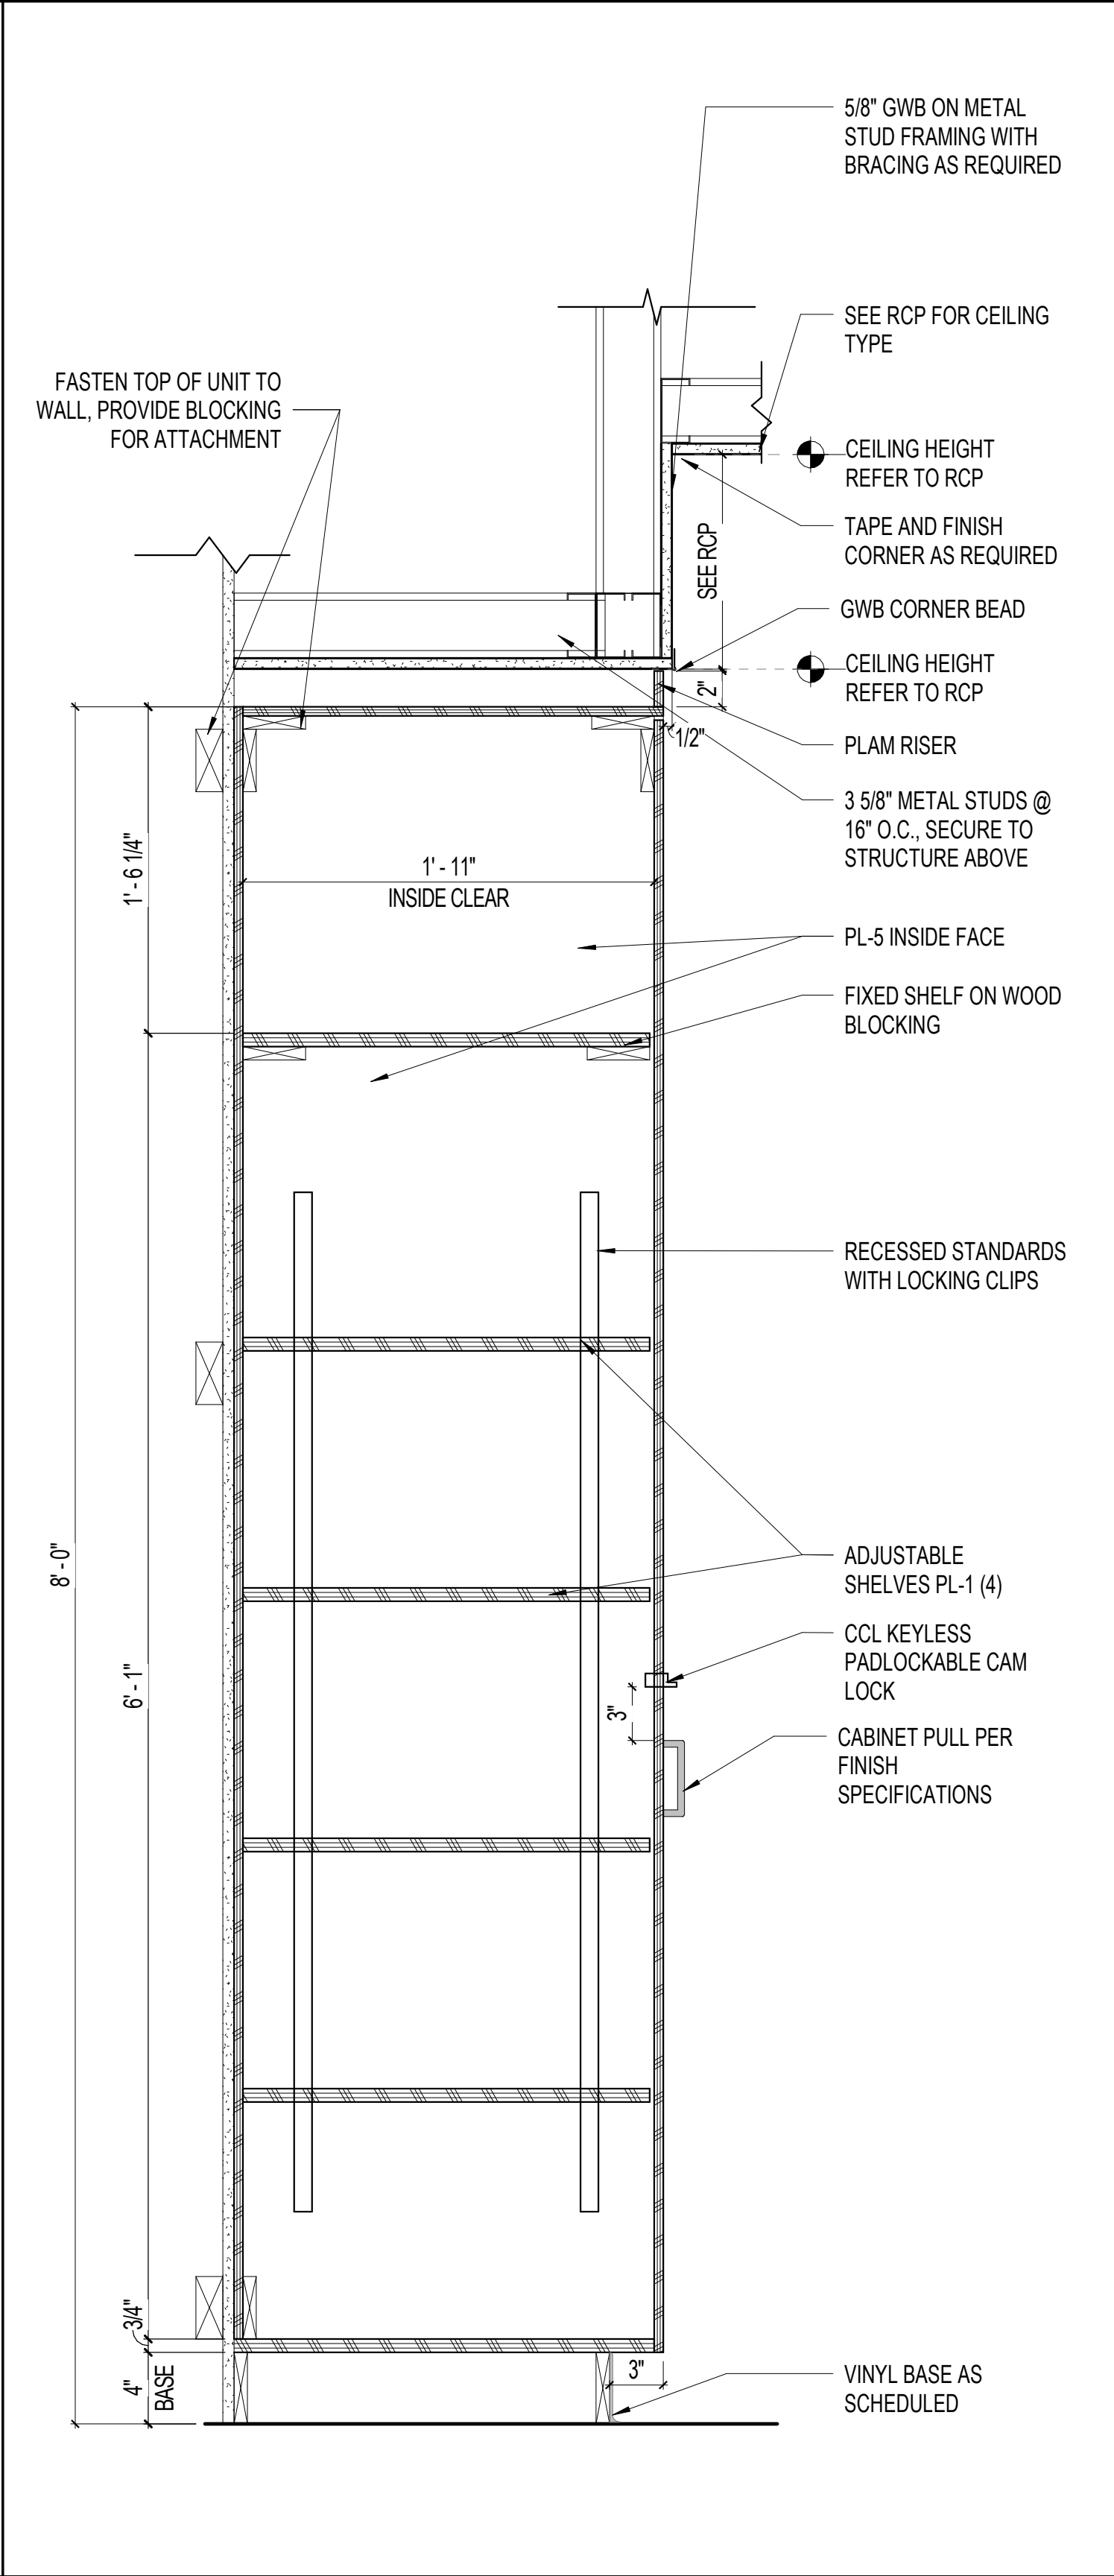 5/8" GWB ON METAL
STUD FRAMING WITH
BRACING AS REQUIRED
SEE RCP FOR CEILING
TYPE
FASTEN TOP OF UNIT TO
WALL, PROVIDE BLOCKING
FOR ATTACHMENT
CEILING HEIGHT
REFER TO RCP
TAPE AND FINISH
CORNER AS REQUIRED
SEE RCP
GWB CORNER BEAD
CEILING HEIGHT
REFER TO RCP
2"
1/2"
PLAM RISER
3 5/8" METAL STUDS @
16" O.C., SECURE TO
STRUCTURE ABOVE
1' - 6 1/4"
1' - 11"
INSIDE CLEAR
PL-5 INSIDE FACE
FIXED SHELF ON WOOD
BLOCKING
RECESSED STANDARDS
WITH LOCKING CLIPS
8' - 0"
ADJUSTABLE
SHELVES PL-1 (4)
CCL KEYLESS
PADLOCKABLE CAM
LOCK
6' - 1"
3"
CABINET PULL PER
FINISH
SPECIFICATIONS
3/4"
4"
BASE
3"
VINYL BASE AS
SCHEDULED